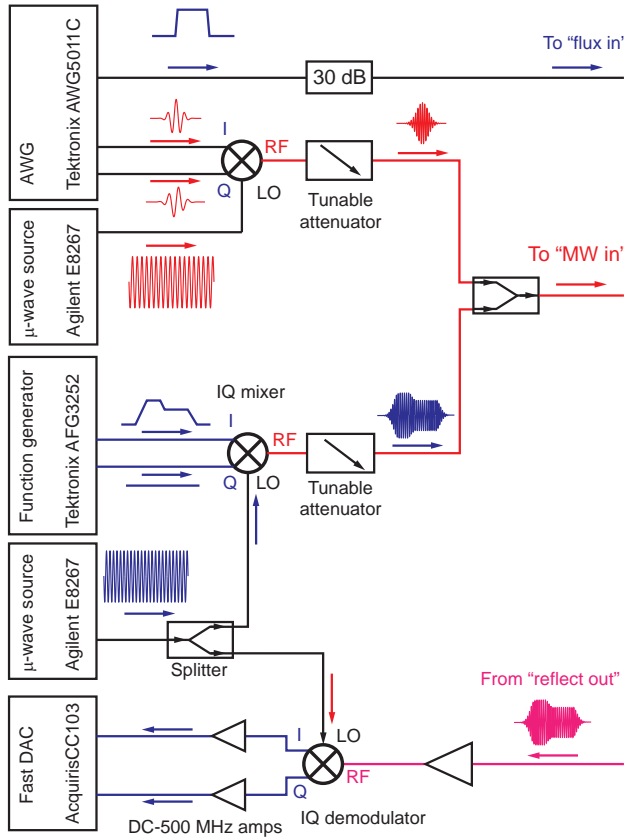 AWG
Tektronix AWG5011C
30 dB
To “flux in”
I
Q
RF
LO
Tunable
attenuator
μ-wave source
Agilent E8267
To “MW in”
Function generator
Tektronix AFG3252
IQ mixer
I
Q
RF
LO
Tunable
attenuator
μ-wave source
Agilent E8267
Splitter
From “reflect out”
Fast DAC
AcquirisCC103
I
Q
LO
RF
DC-500 MHz amps
IQ demodulator